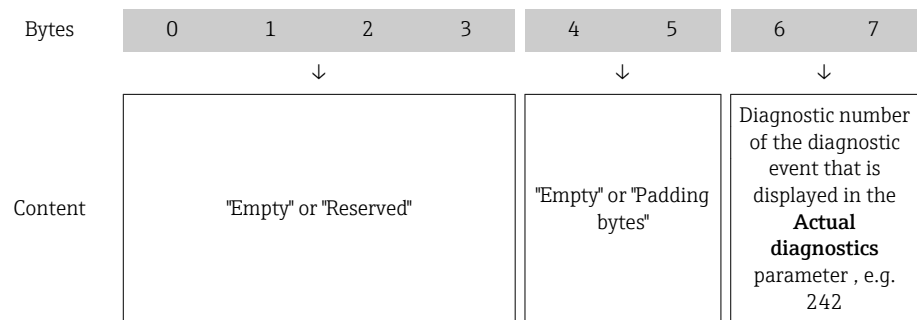 Bytes 0 1 2 3 4 5 6 7
↓ ↓ ↓
Content
"Empty" or "Reserved"
"Empty" or "Padding
bytes"
Diagnostic number
of the diagnostic
event that is
displayed in the
Actual
diagnostics
parameter , e.g.
242